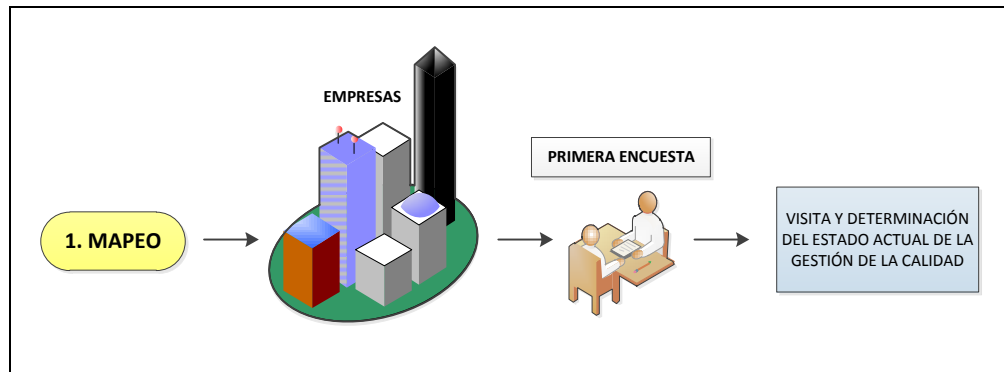 1. MAPEO
EMPRESAS
PRIMERA ENCUESTA
VISITA Y DETERMINACIÓN
DEL ESTADO ACTUAL DE LA
GESTIÓN DE LA CALIDAD